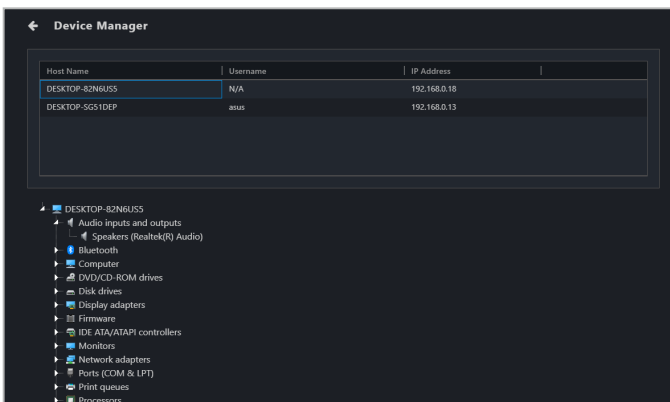 Device Manager
Host Name Username IP Address
DESKTOP-82N6US5 N/A 192.168.0.18
DESKTOP-SG51DEP asus 192.168.0.13
DESKTOP-82N6US5
Audio inputs and outputs
Speakers (Realtek(R) Audio)
Bluetooth
Computer
DVD/CD-ROM drives
Disk drives
Display adapters
Firmware
IDE ATA/ATAPI controllers
Monitors
Network adapters
Ports (COM & LPT)
Print queues
Processors